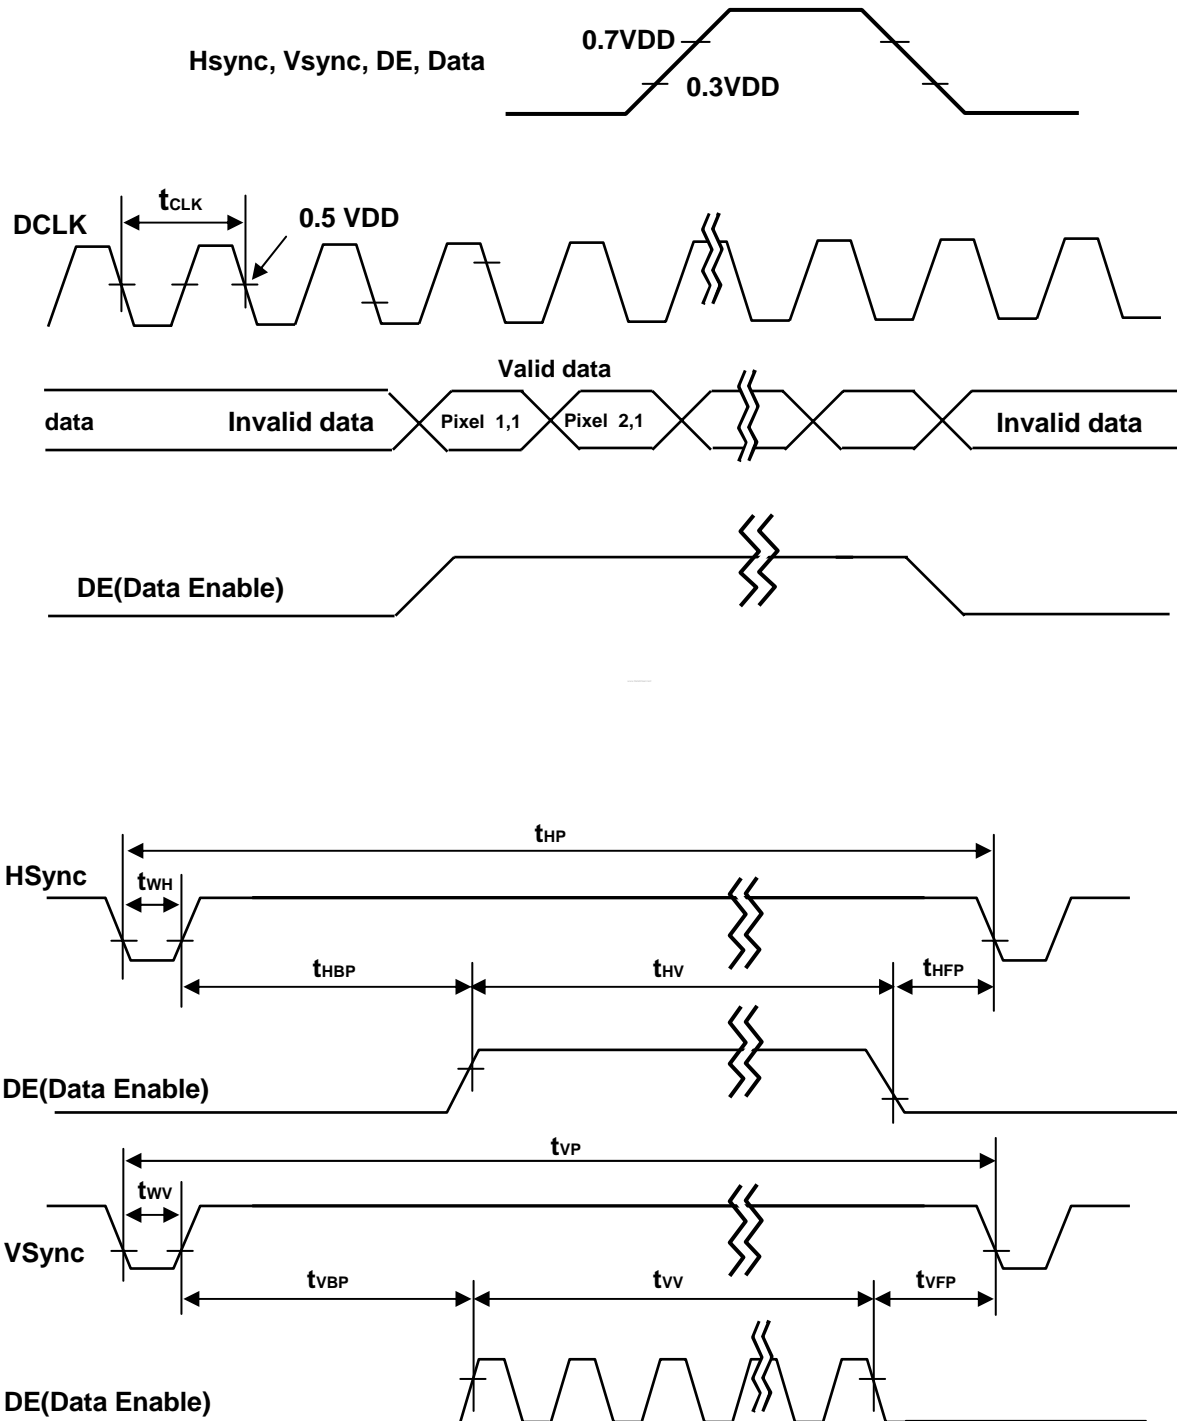 0.7VDD
Hsync, Vsync, DE, Data
0.3VDD
tCLK
DCLK
0.5 VDD
Valid data
data
Invalid data
Pixel 1,1
Pixel 2,1
Invalid data
DE(Data Enable)
tHP
HSync
tWH
tHBP
tHV
tHFP
DE(Data Enable)
tVP
tWV
VSync
tVBP
tVV
tVFP
DE(Data Enable)